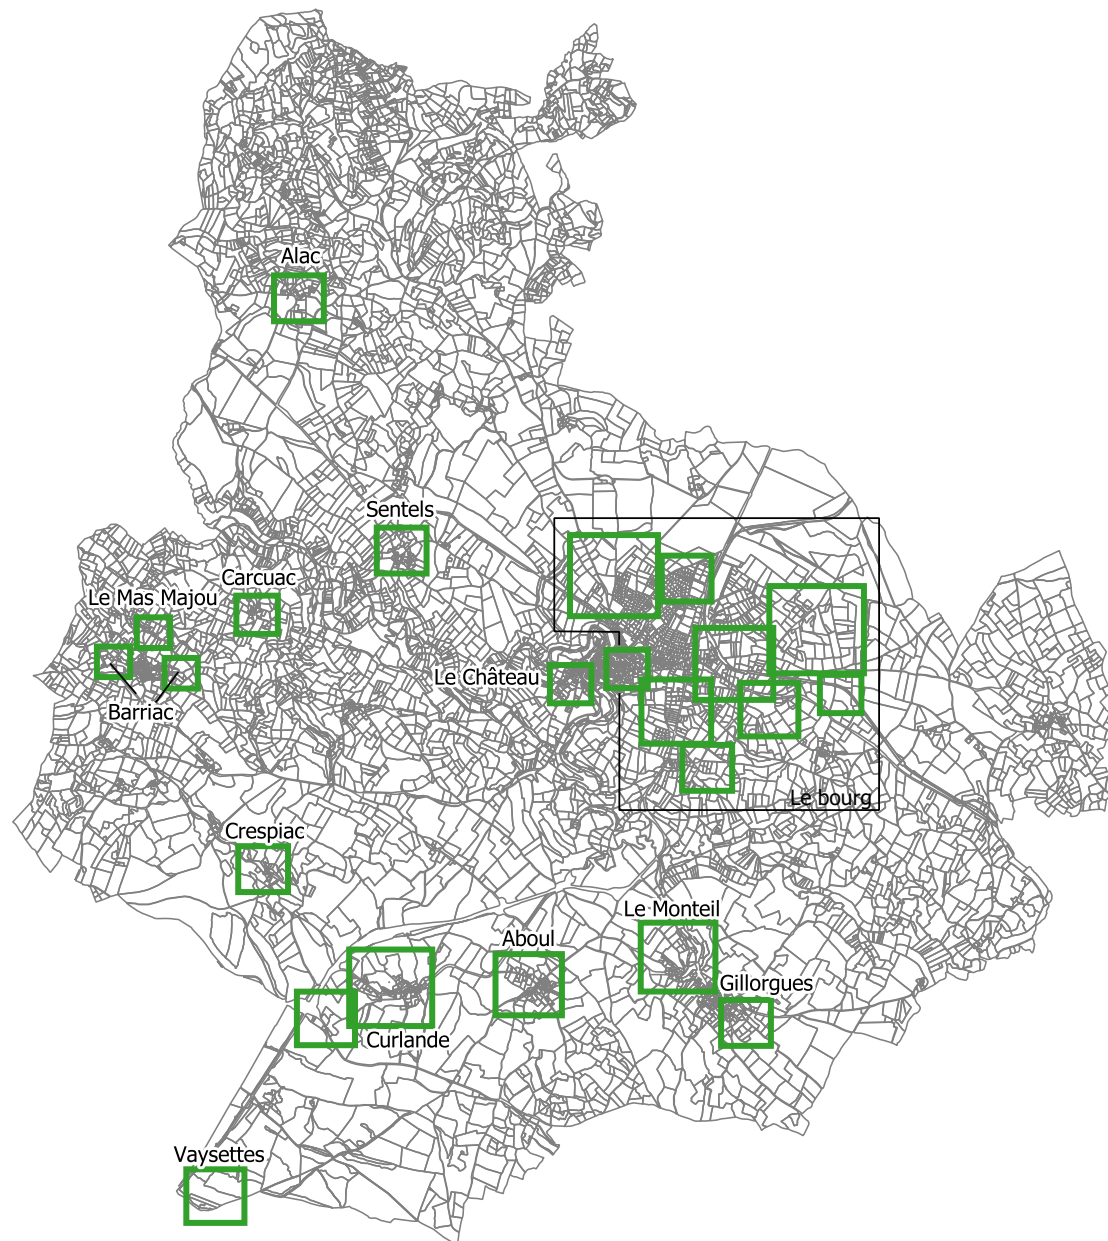 Alac
Sentels
Carcuac
Le Mas Majou
Le Château
Barriac
Le bourg
Crespiac
Le Monteil
Aboul
Gillorgues
Curlande
Vaysettes